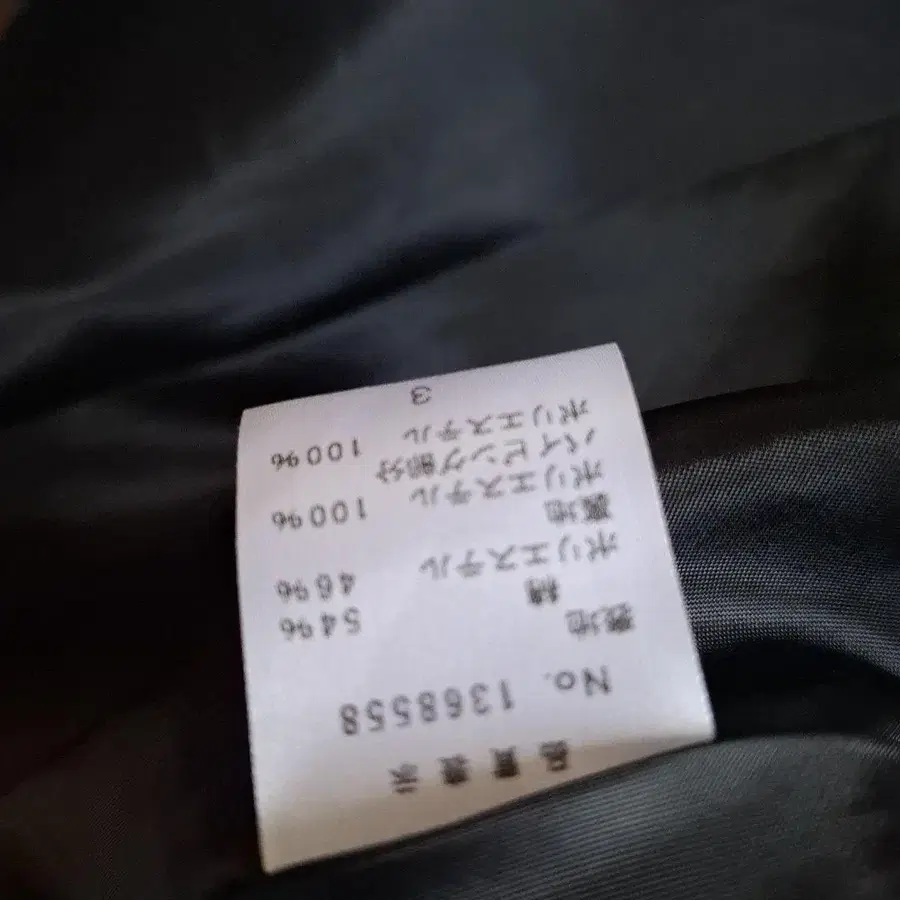 品質表示
No. 1368558
表地
綿 54%
ポリエステル 46%
裏地
ポリエステル 100%
パイピング部分
ポリエステル 100%
3